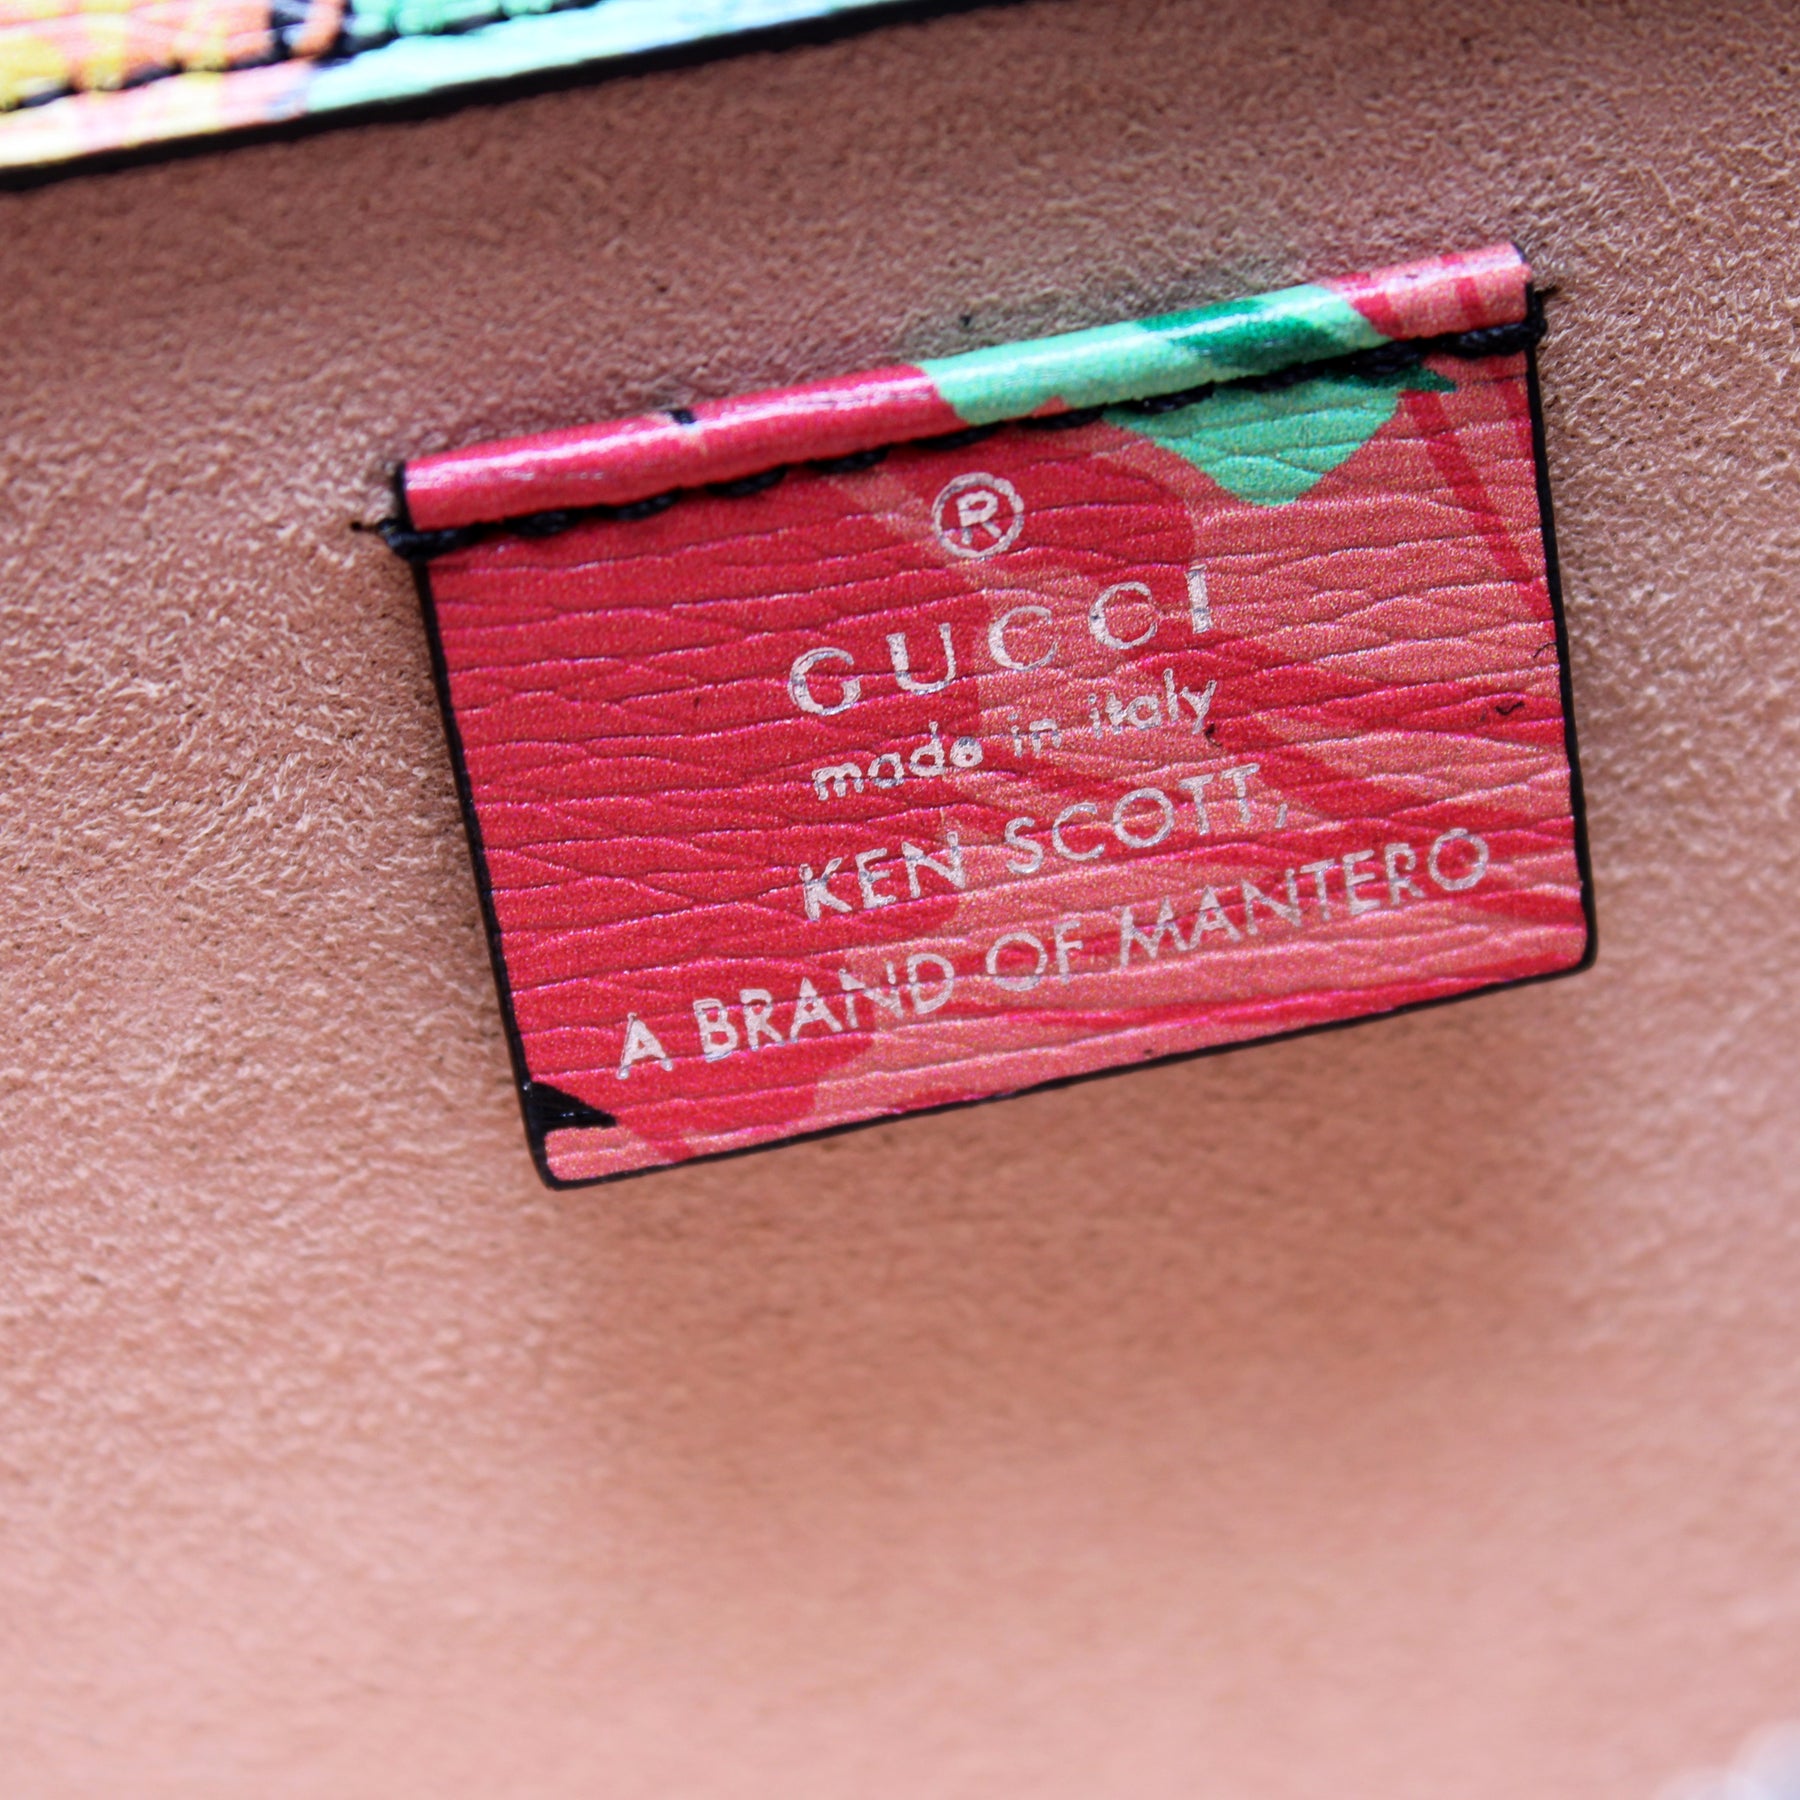 ®
GUCCI
made in italy
KEN SCOTT,
A BRAND OF MANTERO